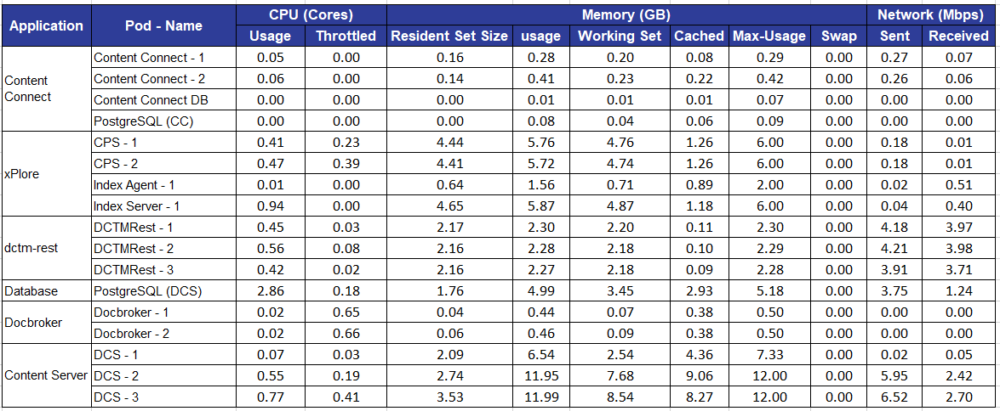 Application Pod - Name CPU (Cores) Memory (GB) Network (Mbps)
Usage Throttled Resident Set Size usage Working Set Cached Max-Usage Swap Sent Received
Content Connect
Content Connect - 1 0.05 0.00 0.16 0.28 0.20 0.08 0.29 0.00 0.27 0.07
Content Connect - 2 0.06 0.00 0.14 0.41 0.23 0.22 0.42 0.00 0.26 0.06
Content Connect DB 0.00 0.00 0.00 0.01 0.01 0.01 0.07 0.00 0.00 0.00
PostgreSQL (CC) 0.00 0.00 0.00 0.08 0.04 0.06 0.09 0.00 0.00 0.00
xPlore
CPS - 1 0.41 0.23 4.44 5.76 4.76 1.26 6.00 0.00 0.18 0.01
CPS - 2 0.47 0.39 4.41 5.72 4.74 1.26 6.00 0.00 0.18 0.01
Index Agent - 1 0.01 0.00 0.64 1.56 0.71 0.89 2.00 0.00 0.02 0.51
Index Server - 1 0.94 0.00 4.65 5.87 4.87 1.18 6.00 0.00 0.04 0.40
dctm-rest
DCTMRest - 1 0.45 0.03 2.17 2.30 2.20 0.11 2.30 0.00 4.18 3.97
DCTMRest - 2 0.56 0.08 2.16 2.28 2.18 0.10 2.29 0.00 4.21 3.98
DCTMRest - 3 0.42 0.02 2.16 2.27 2.18 0.09 2.28 0.00 3.91 3.71
Database PostgreSQL (DCS) 2.86 0.18 1.76 4.99 3.45 2.93 5.18 0.00 3.75 1.24
Docbroker
Docbroker - 1 0.02 0.65 0.04 0.44 0.07 0.38 0.50 0.00 0.00 0.00
Docbroker - 2 0.02 0.66 0.06 0.46 0.09 0.38 0.50 0.00 0.00 0.00
Content Server
DCS - 1 0.07 0.03 2.09 6.54 2.54 4.36 7.33 0.00 0.02 0.05
DCS - 2 0.55 0.19 2.74 11.95 7.68 9.06 12.00 0.00 5.95 2.42
DCS - 3 0.77 0.41 3.53 11.99 8.54 8.27 12.00 0.00 6.52 2.70